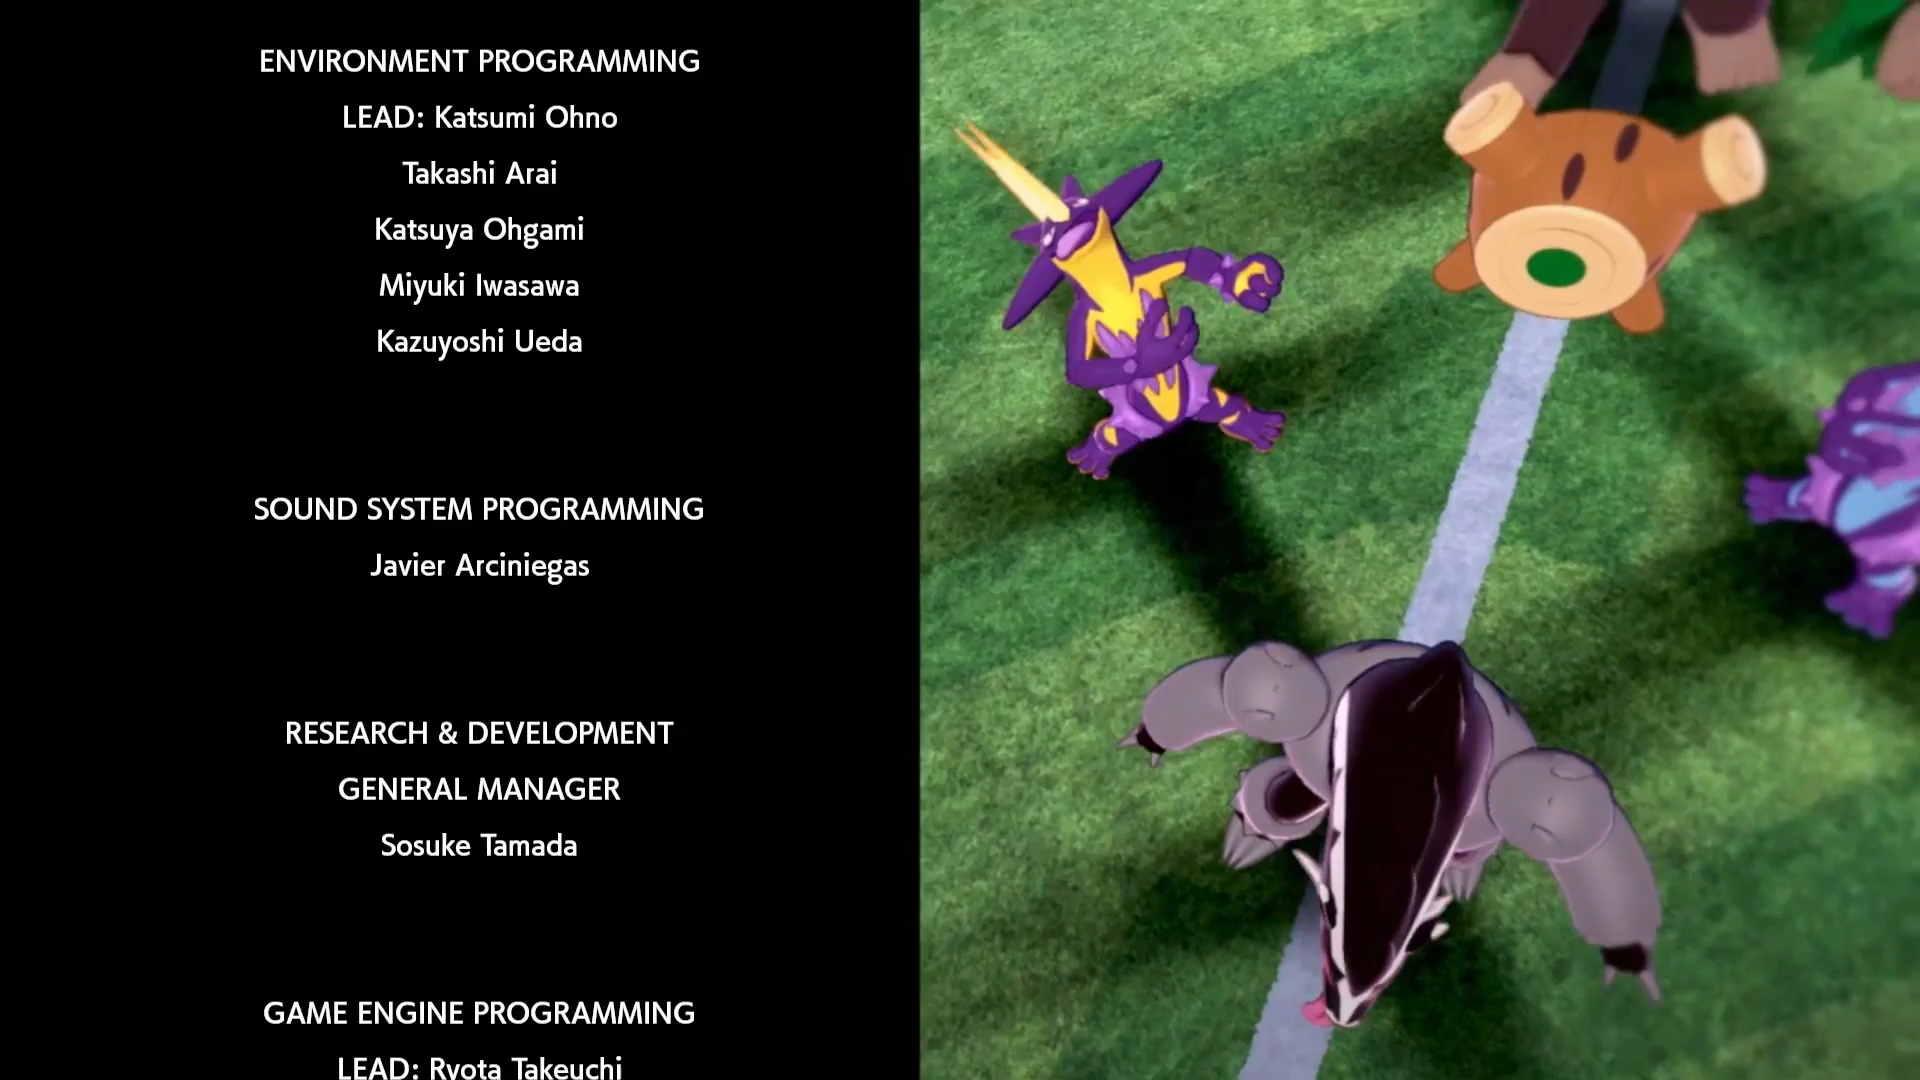 ENVIRONMENT PROGRAMMING
LEAD: Katsumi Ohno
Takashi Arai
Katsuya Ohgami
Miyuki Iwasawa
Kazuyoshi Ueda
SOUND SYSTEM PROGRAMMING
Javier Arciniegas
RESEARCH & DEVELOPMENT
GENERAL MANAGER
Sosuke Tamada
GAME ENGINE PROGRAMMING
LEAD: Ryota Takeuchi